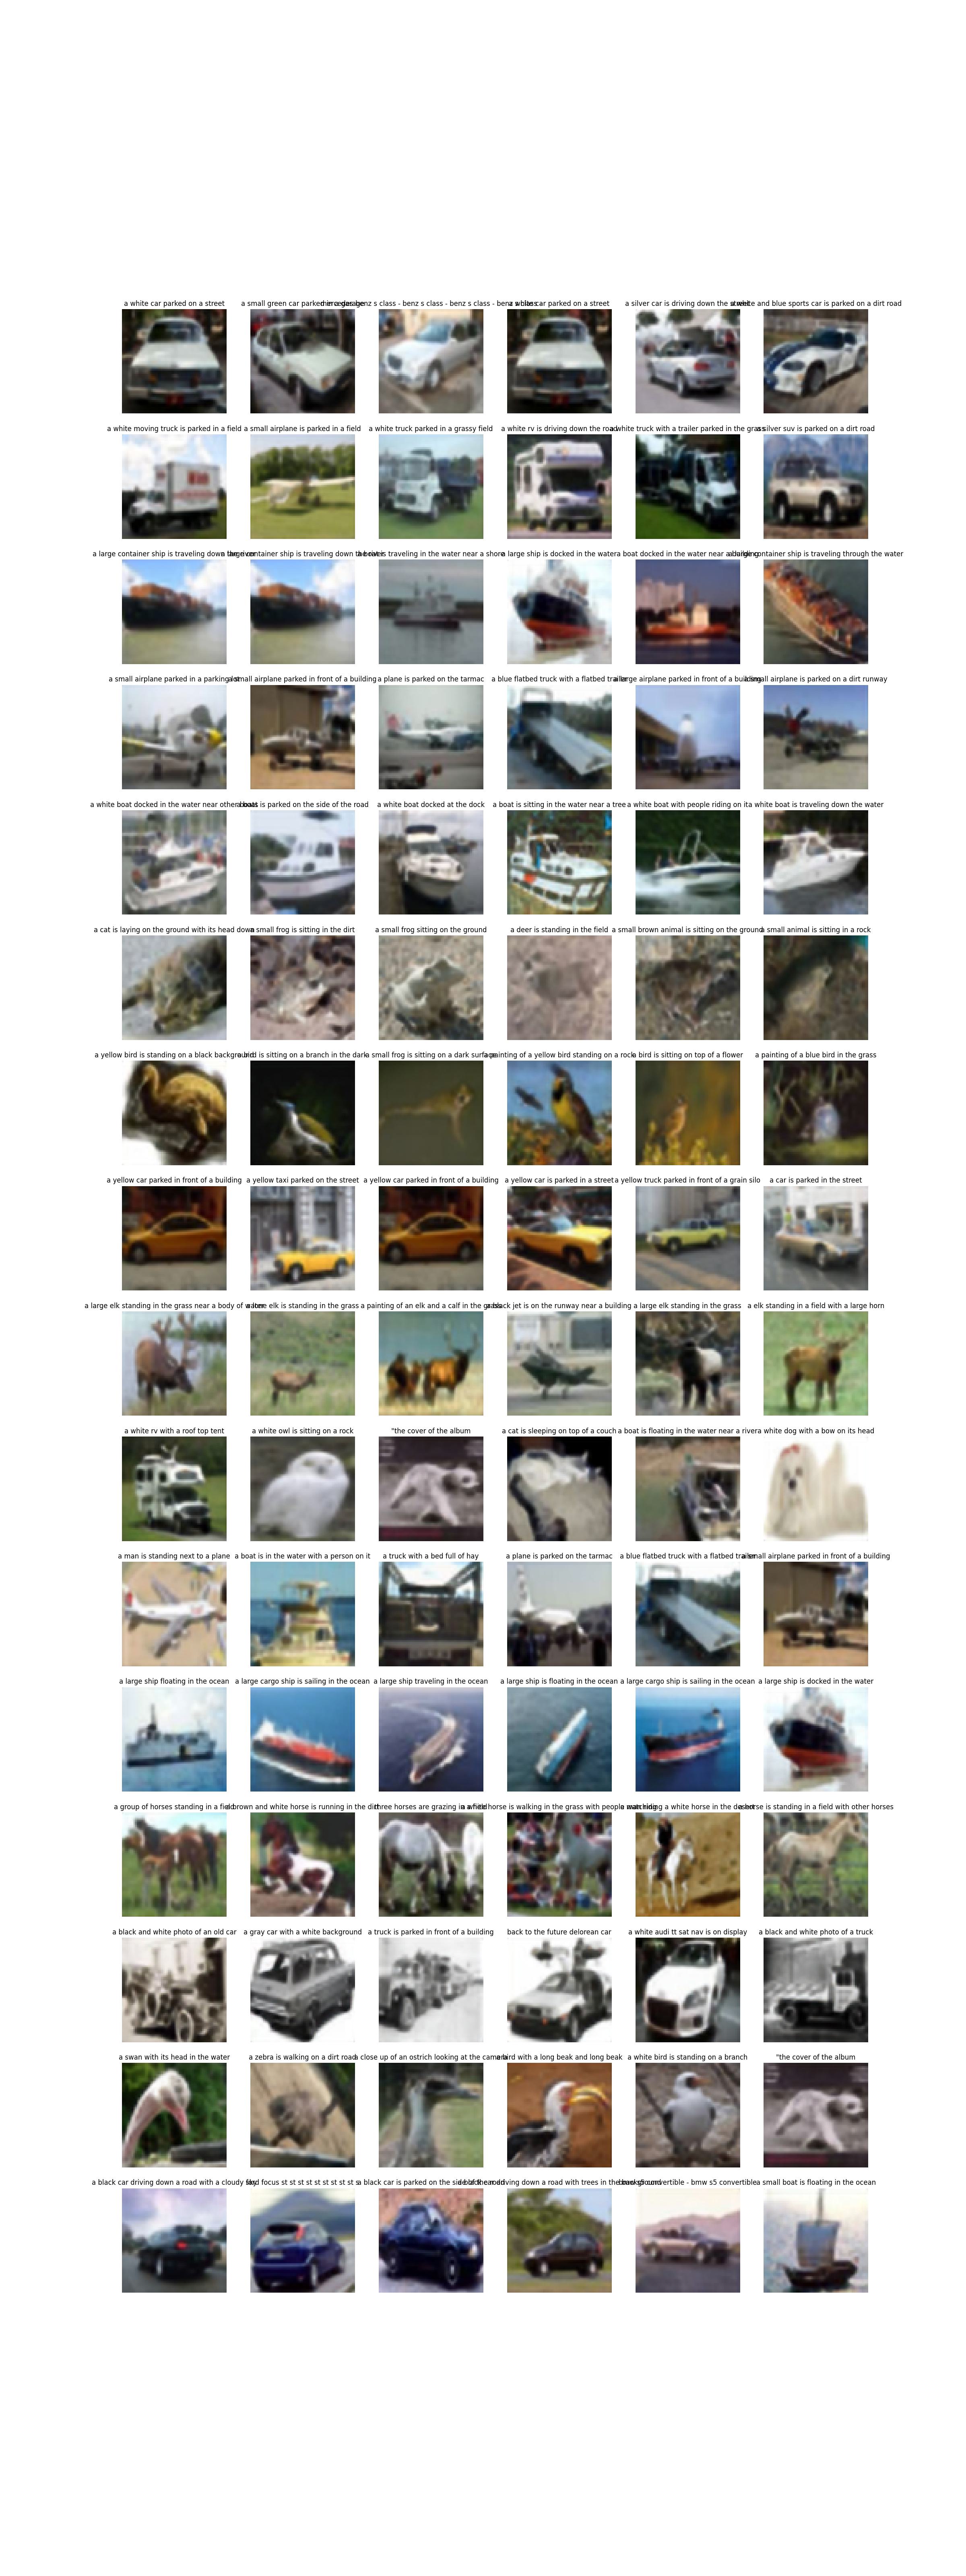 a white car parked on a street
a small green car parked in a garage
mercedes benz s class - benz s class - benz s class - benz s class
a white car parked on a street
a silver car is driving down the street
a white and blue sports car is parked on a dirt road
a white moving truck is parked in a field
a small airplane is parked in a field
a white truck parked in a grassy field
a white rv is driving down the road
a white truck with a trailer parked in the grass
a silver suv is parked on a dirt road
a large container ship is traveling down the river
a large container ship is traveling down the river
a boat is traveling in the water near a shore
a large ship is docked in the water
a boat docked in the water near a building
a large container ship is traveling through the water
a small airplane parked in a parking lot
a small airplane parked in front of a building
a plane is parked on the tarmac
a blue flatbed truck with a flatbed trailer
a large airplane parked in front of a building
a small airplane is parked on a dirt runway
a white boat docked in the water near other boats
a boat is parked on the side of the road
a white boat docked at the dock
a boat is sitting in the water near a tree
a white boat with people riding on it
a white boat is traveling down the water
a cat is laying on the ground with its head down
a small frog is sitting in the dirt
a small frog sitting on the ground
a deer is standing in the field
a small brown animal is sitting on the ground
a small animal is sitting in a rock
a yellow bird is standing on a black background
a bird is sitting on a branch in the dark
a small frog is sitting on a dark surface
a painting of a yellow bird standing on a rock
a bird is sitting on top of a flower
a painting of a blue bird in the grass
a yellow car parked in front of a building
a yellow taxi parked on the street
a yellow car parked in front of a building
a yellow car is parked in a street
a yellow truck parked in front of a grain silo
a car is parked in the street
a large elk standing in the grass near a body of water
a lone elk is standing in the grass
a painting of an elk and a calf in the grass
a black jet is on the runway near a building
a large elk standing in the grass
a elk standing in a field with a large horn
a white rv with a roof top tent
a white owl is sitting on a rock
"the cover of the album
a cat is sleeping on top of a couch
a boat is floating in the water near a river
a white dog with a bow on its head
a man is standing next to a plane
a boat is in the water with a person on it
a truck with a bed full of hay
a plane is parked on the tarmac
a blue flatbed truck with a flatbed trailer
a small airplane parked in front of a building
a large ship floating in the ocean
a large cargo ship is sailing in the ocean
a large ship traveling in the ocean
a large ship is floating in the ocean
a large cargo ship is sailing in the ocean
a large ship is docked in the water
a group of horses standing in a field
a brown and white horse is running in the dirt
three horses are grazing in a field
a white horse is walking in the grass with people watching
a man riding a white horse in the desert
a horse is standing in a field with other horses
a black and white photo of an old car
a gray car with a white background
a truck is parked in front of a building
back to the future delorean car
a white audi tt sat nav is on display
a black and white photo of a truck
a swan with its head in the water
a zebra is walking on a dirt road
a close up of an ostrich looking at the camera
a bird with a long beak and long beak
a white bird is standing on a branch
"the cover of the album
a black car driving down a road with a cloudy sky
ford focus st st st st st st st st st s
a black car is parked on the side of the road
a black car driving down a road with trees in the background
bmw s5 convertible - bmw s5 convertible
a small boat is floating in the ocean